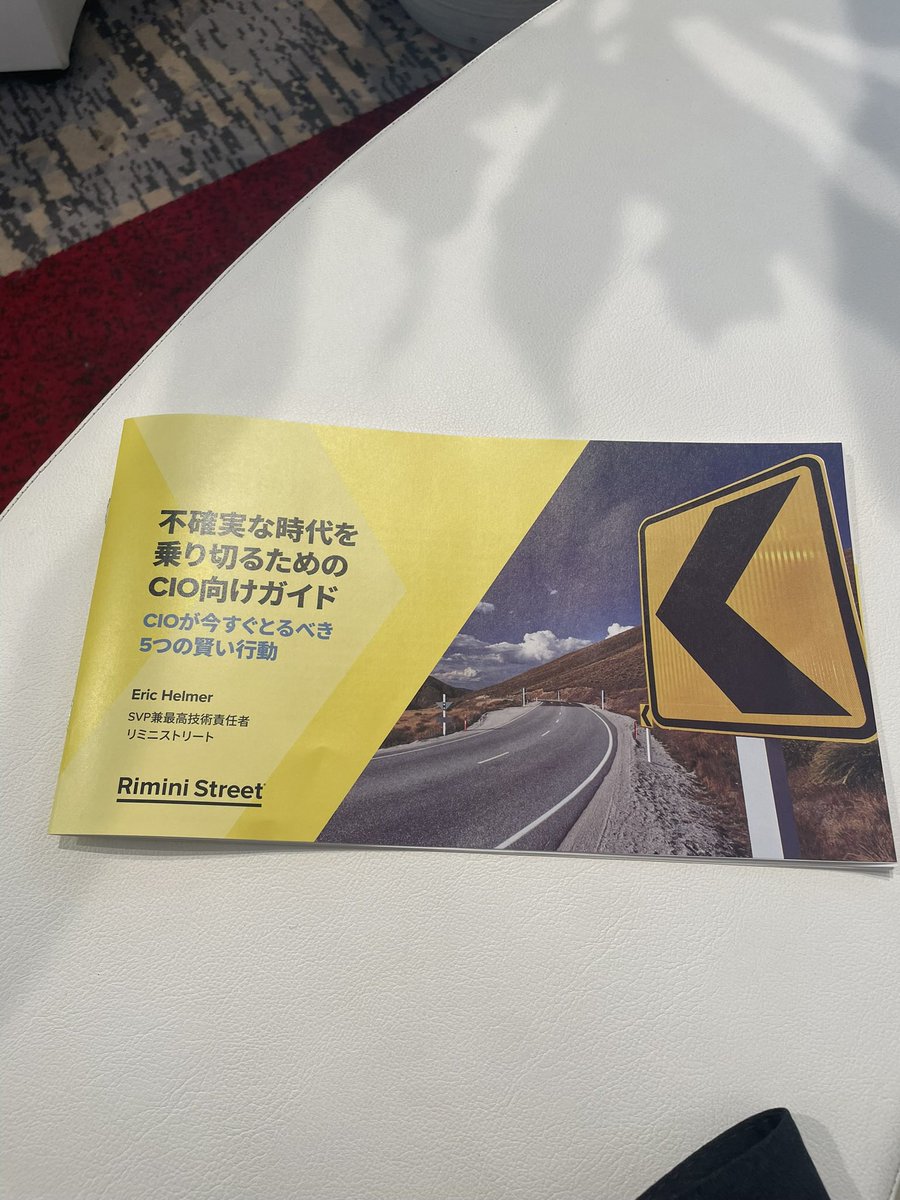 不確実な時代を
乗り切るための
CIO向けガイド
CIOが今すぐとるべき
5つの賢い行動
Eric Helmer
SVP兼最高技術責任者
リミニストリート
Rimini Street